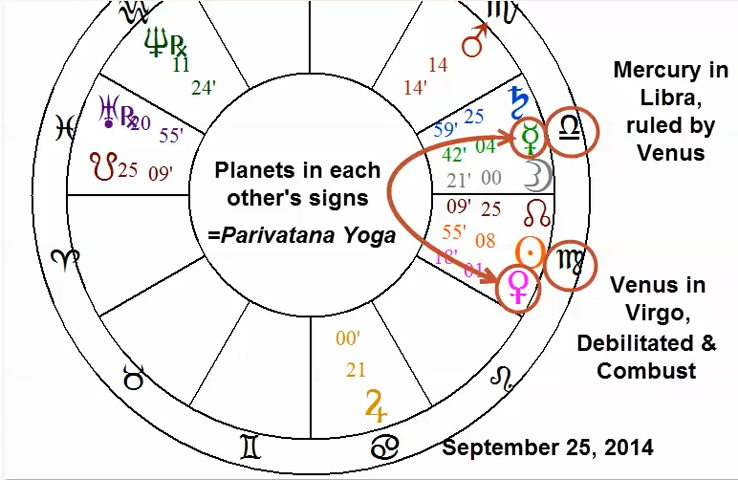 ♏
♆℞
11
24'
♂
14
14'
♅℞20
55'
♓
☋25 09'
♄
59' 25
☿
42' 04
♎
21' 00 ☽
09' 25 ☊
55' 08 ☉
18' 01 ♀
♍
Mercury in
Libra,
ruled by
Venus
Planets in each
other's signs
=Parivatana Yoga
Venus in
Virgo,
Debilitated &
Combust
♈
♉
♊
♋
♌
00'
21
♃
September 25, 2014